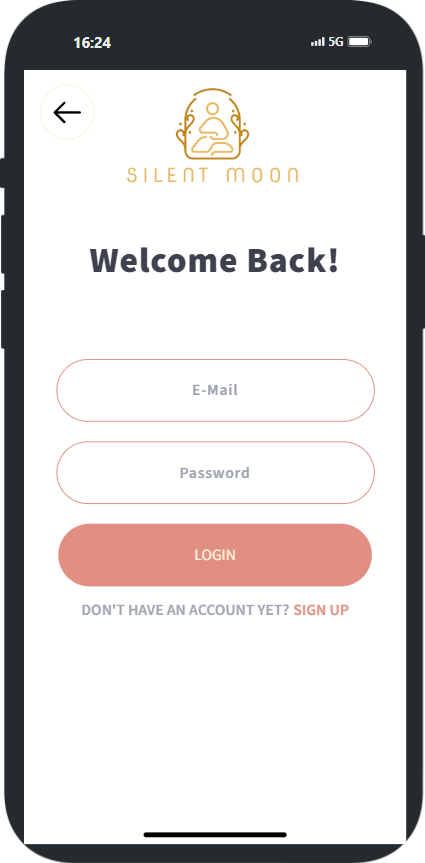 16:24
5G
SILENT MOON
Welcome Back!
E-Mail
Password
LOGIN
DON'T HAVE AN ACCOUNT YET? SIGN UP